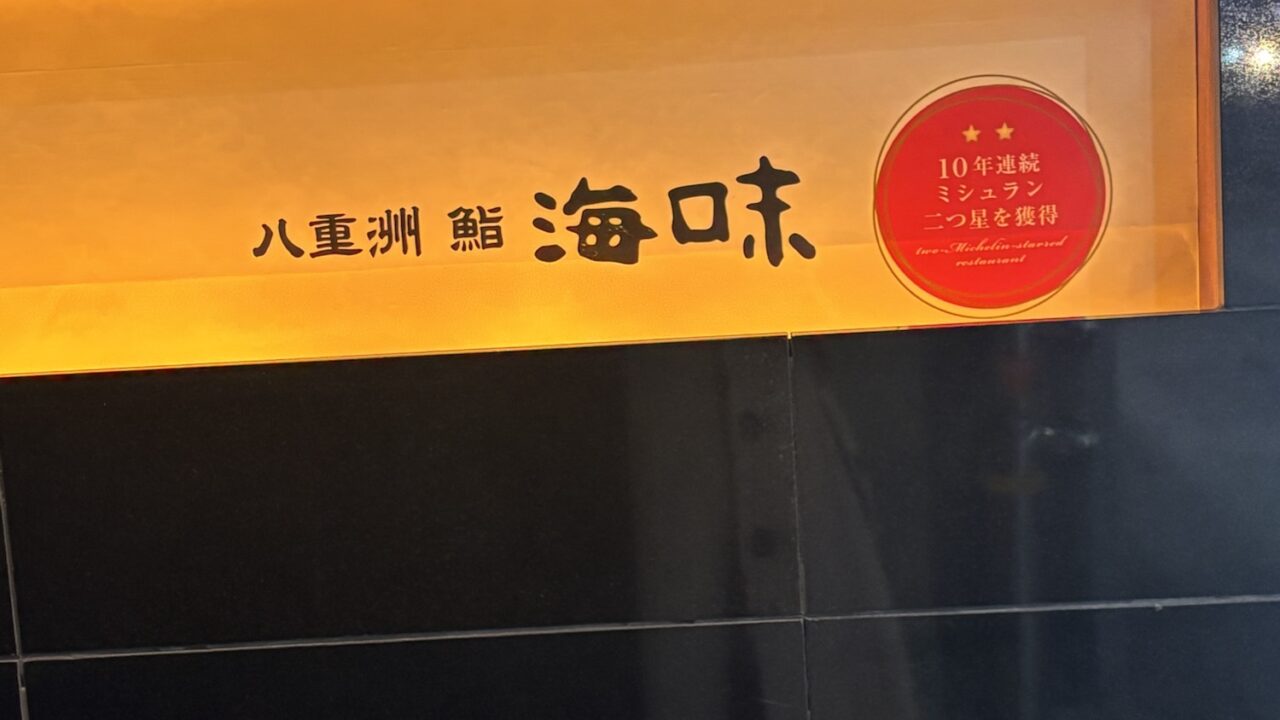 八重洲 鮨 海味
10年連続
ミシュラン
二つ星を獲得
two-Michelin-starred
restaurant